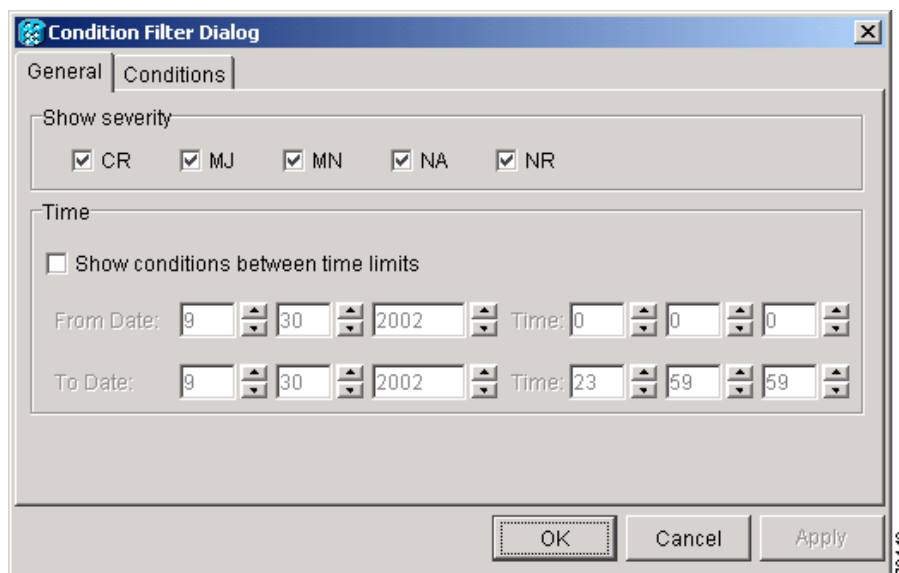 Condition Filter Dialog
General Conditions
Show severity
CR MJ MN NA NR
Time
Show conditions between time limits
From Date: 9 30 2002 Time: 0 0 0
To Date: 9 30 2002 Time: 23 59 59
OK Cancel Apply